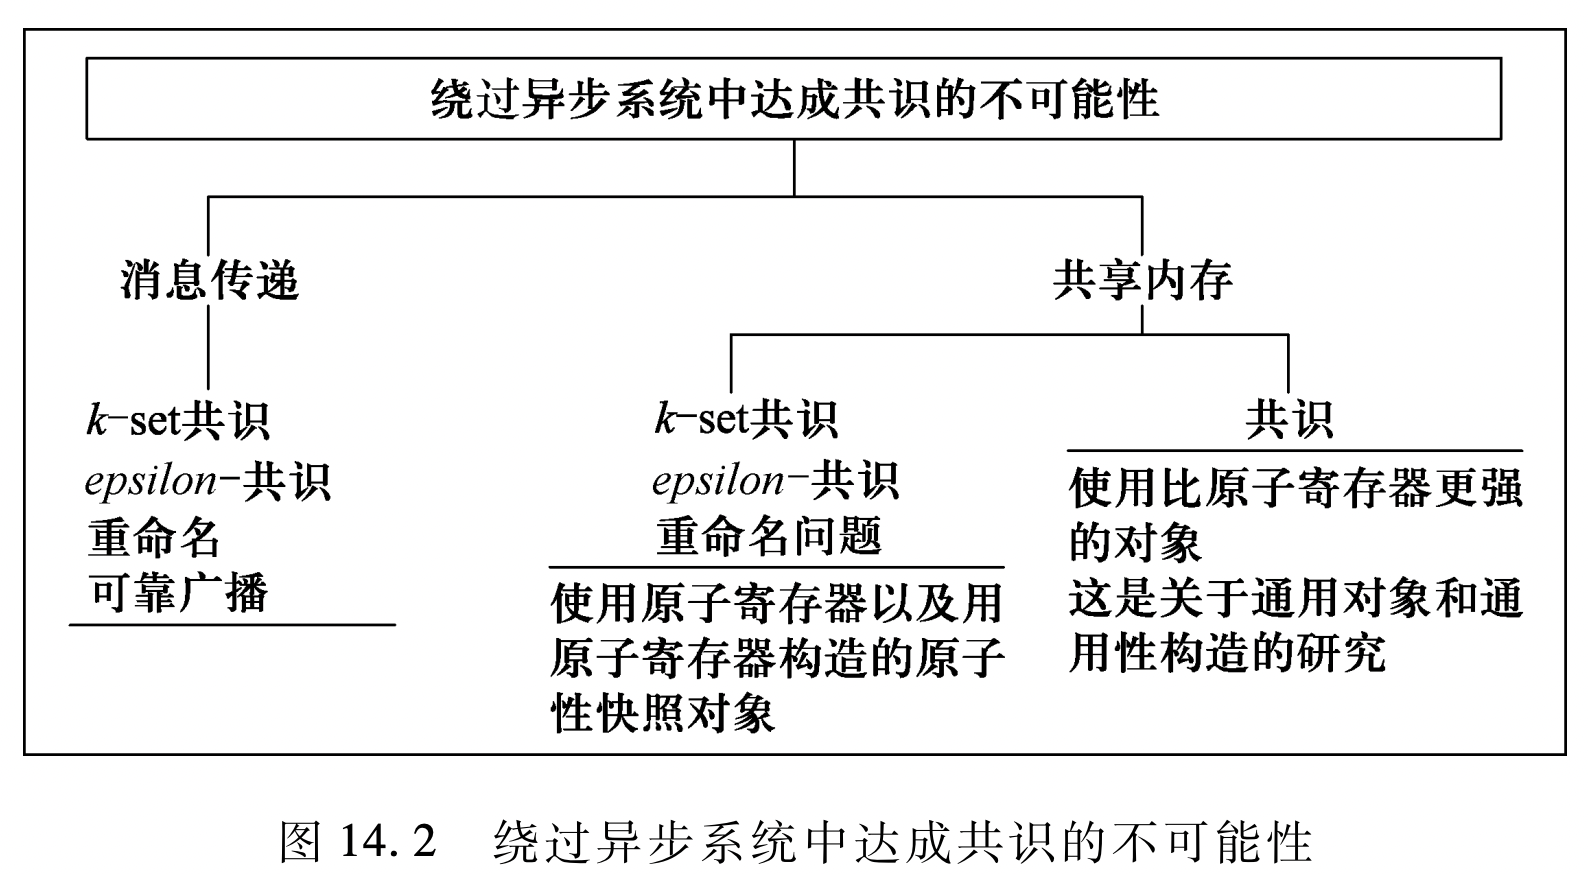 绕过异步系统中达成共识的不可能性
消息传递
共享内存
k-set共识
epsilon-共识
重命名
可靠广播
k-set共识
epsilon-共识
重命名问题
使用原子寄存器以及用
原子寄存器构造的原子
性快照对象
共识
使用比原子寄存器更强
的对象
这是关于通用对象和通
用性构造的研究
图 14.2 绕过异步系统中达成共识的不可能性